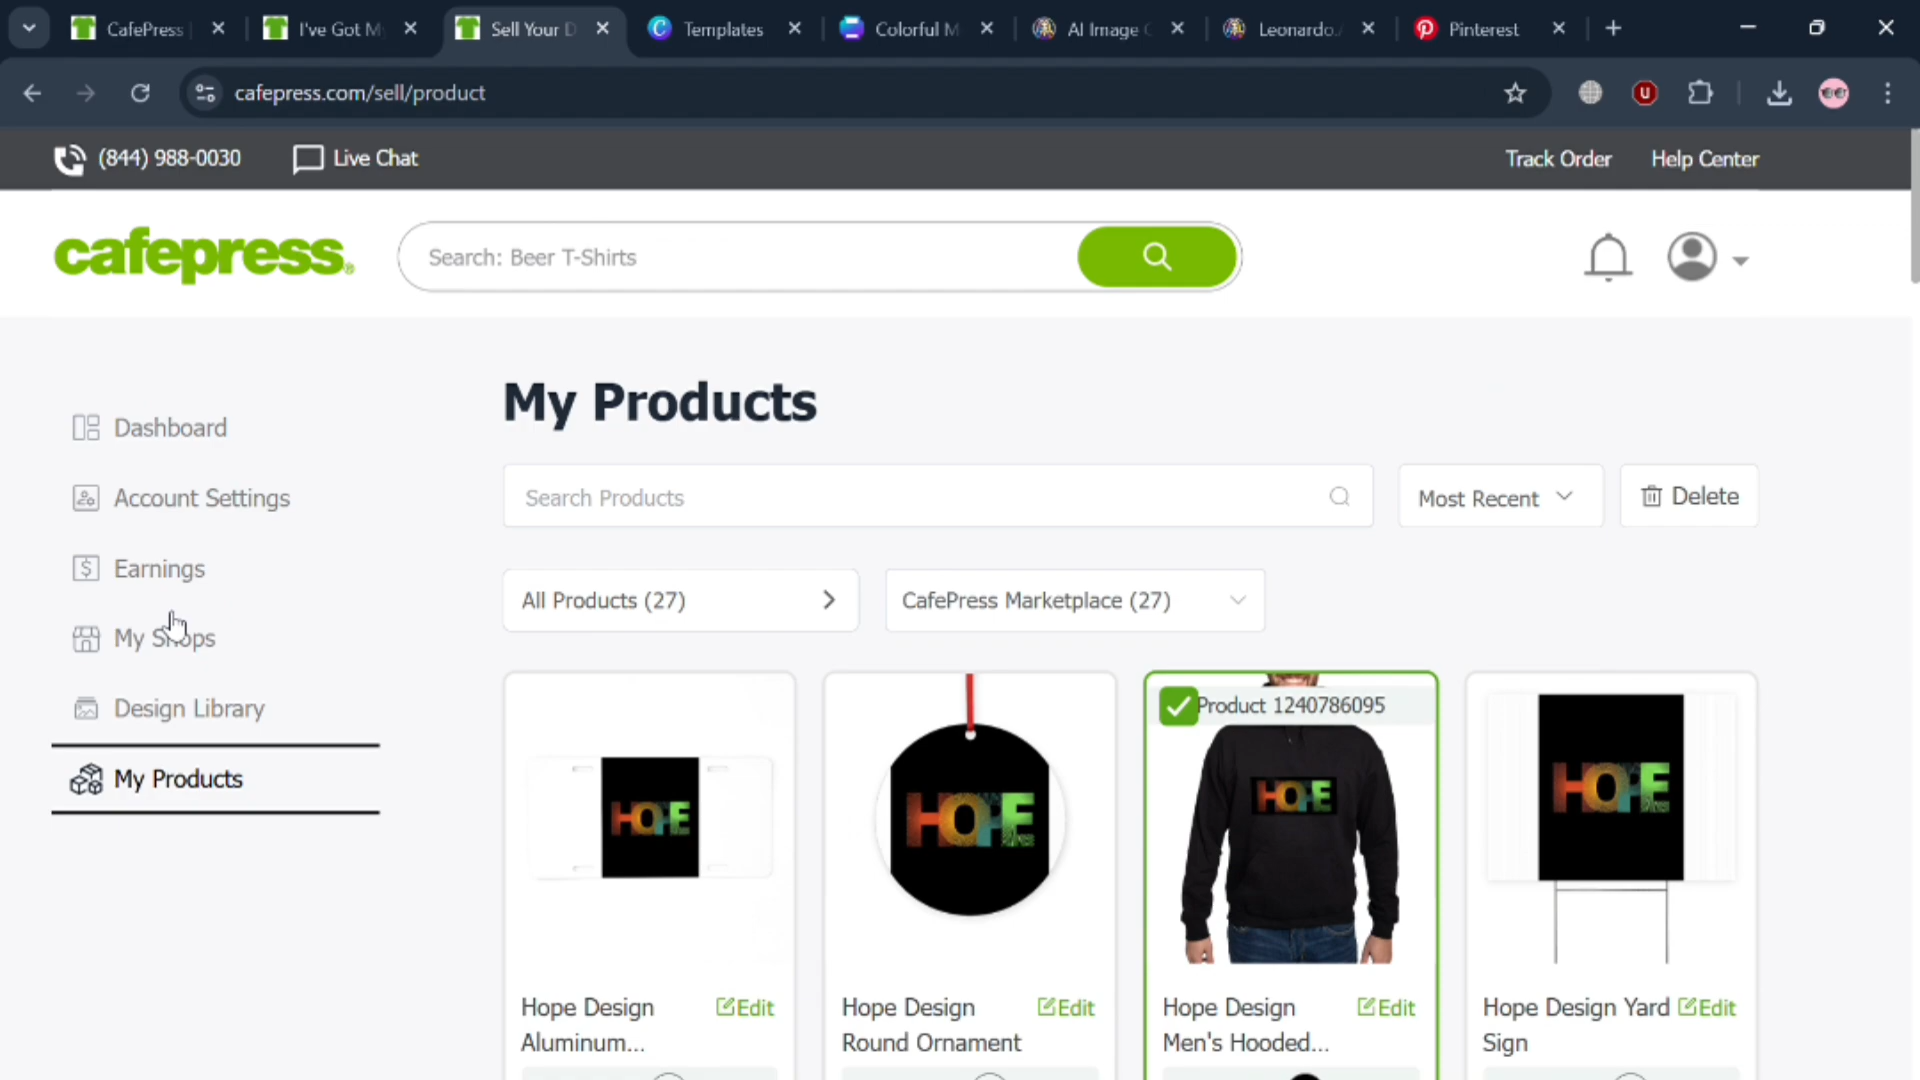 CafePress
I've Got M
Sell Your D
Templates
Colorful M
AI Image
Leonardo.
Pinterest
cafepress.com/sell/product
(844) 988-0030
Live Chat
Track Order
Help Center
cafepress®
Search: Beer T-Shirts
My Products
Dashboard
Account Settings
Earnings
My Shops
Design Library
My Products
Search Products
Most Recent
Delete
All Products (27)
CafePress Marketplace (27)
HOPE
HOPE
Product 1240786095
HOPE
HOPE
Hope Design
Aluminum...
Edit
Hope Design
Round Ornament
Edit
Hope Design
Men's Hooded...
Edit
Hope Design Yard
Sign
Edit